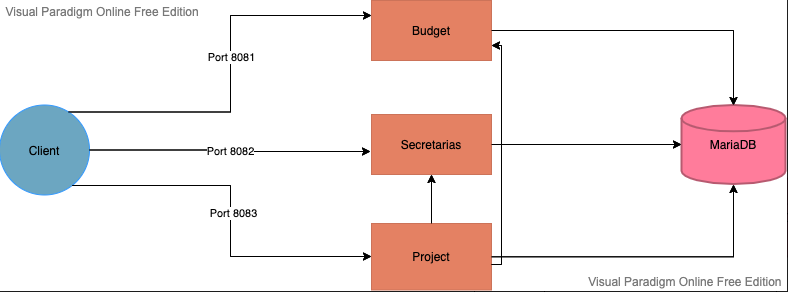 Visual Paradigm Online Free Edition
Budget
Port 8081
Client
Port 8082
Secretarias
MariaDB
Port 8083
Project
Visual Paradigm Online Free Edition